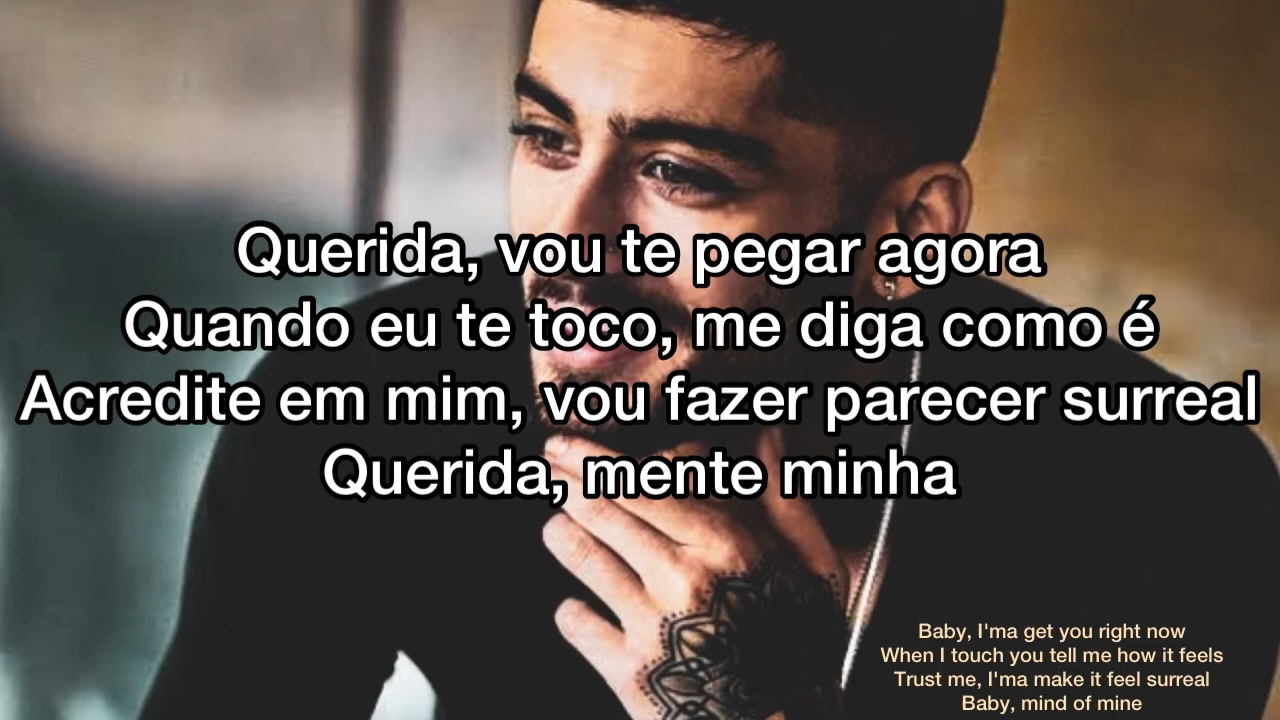 Querida, vou te pegar agora
Quando eu te toco, me diga como é
Acredite em mim, vou fazer parecer surreal
Querida, mente minha
Baby, I'ma get you right now
When I touch you tell me how it feels
Trust me, I'ma make it feel surreal
Baby, mind of mine